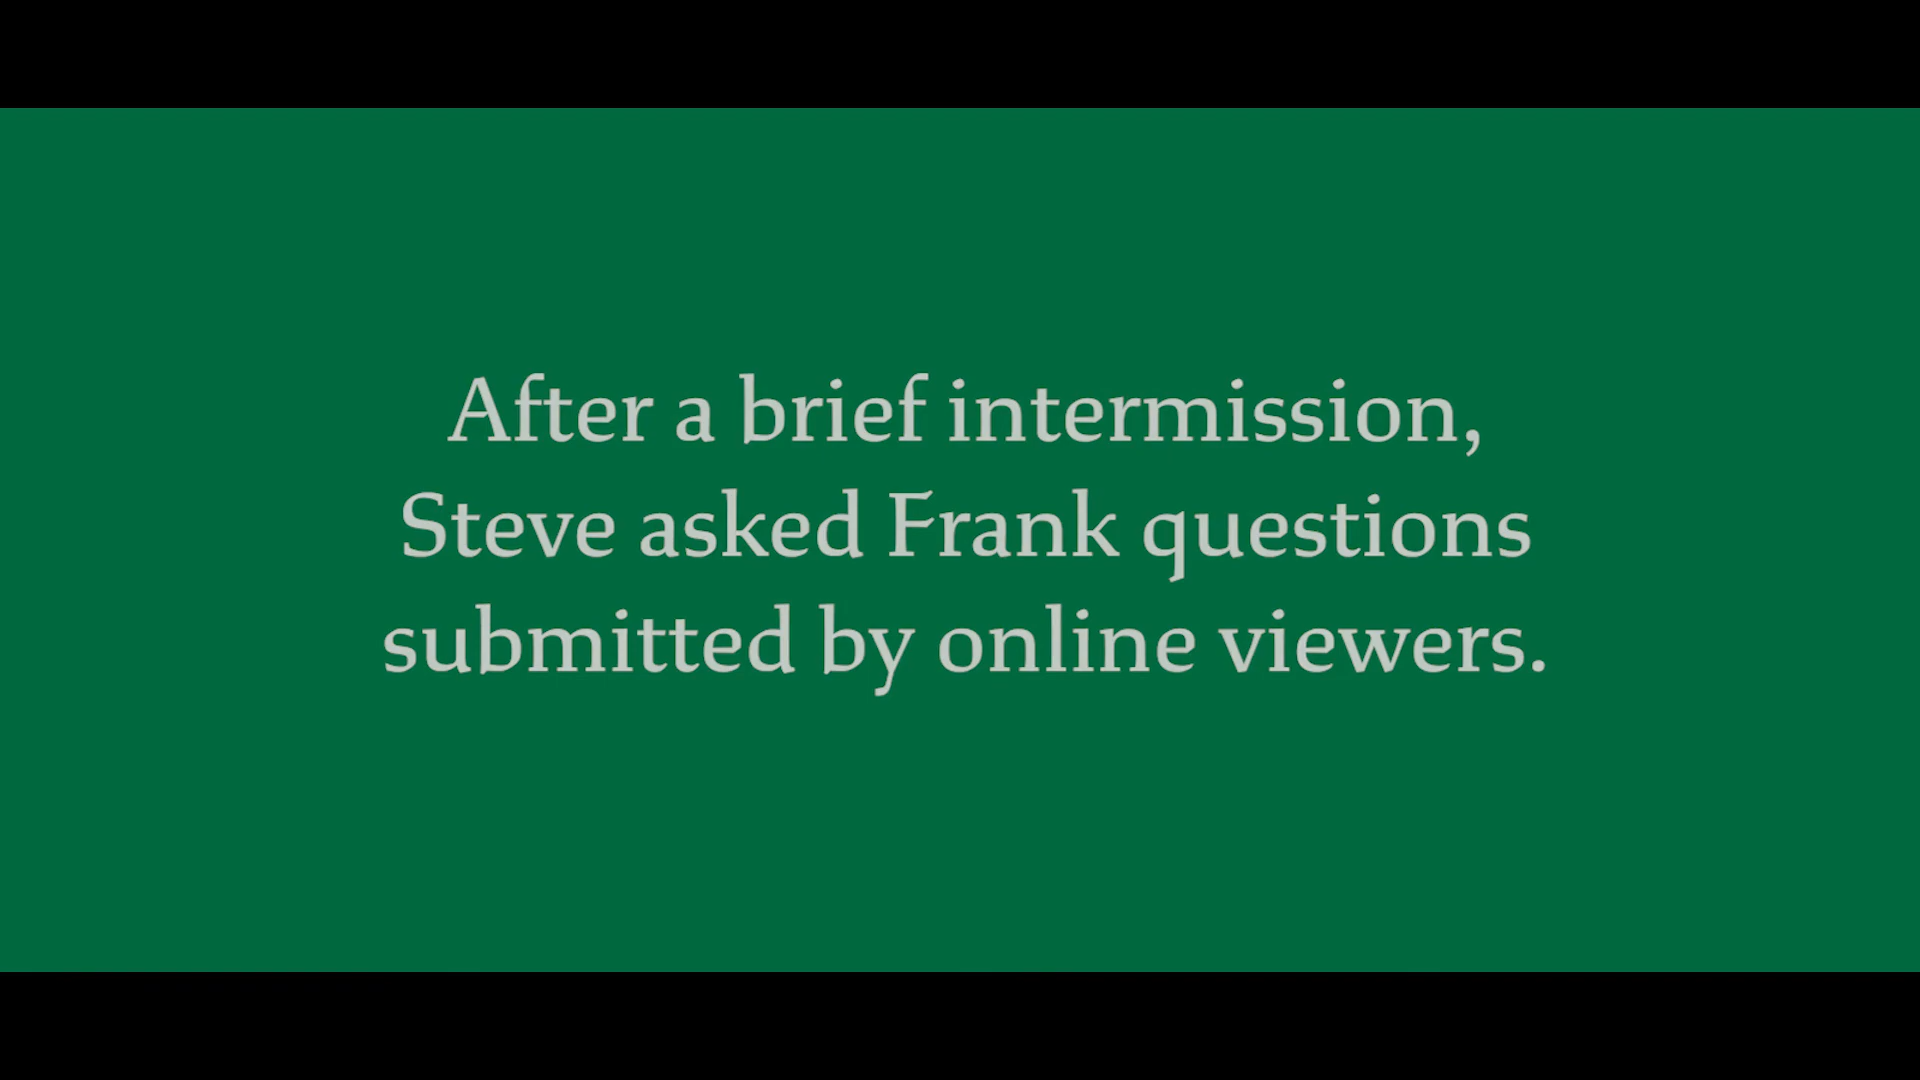 After a brief intermission,
Steve asked Frank questions
submitted by online viewers.